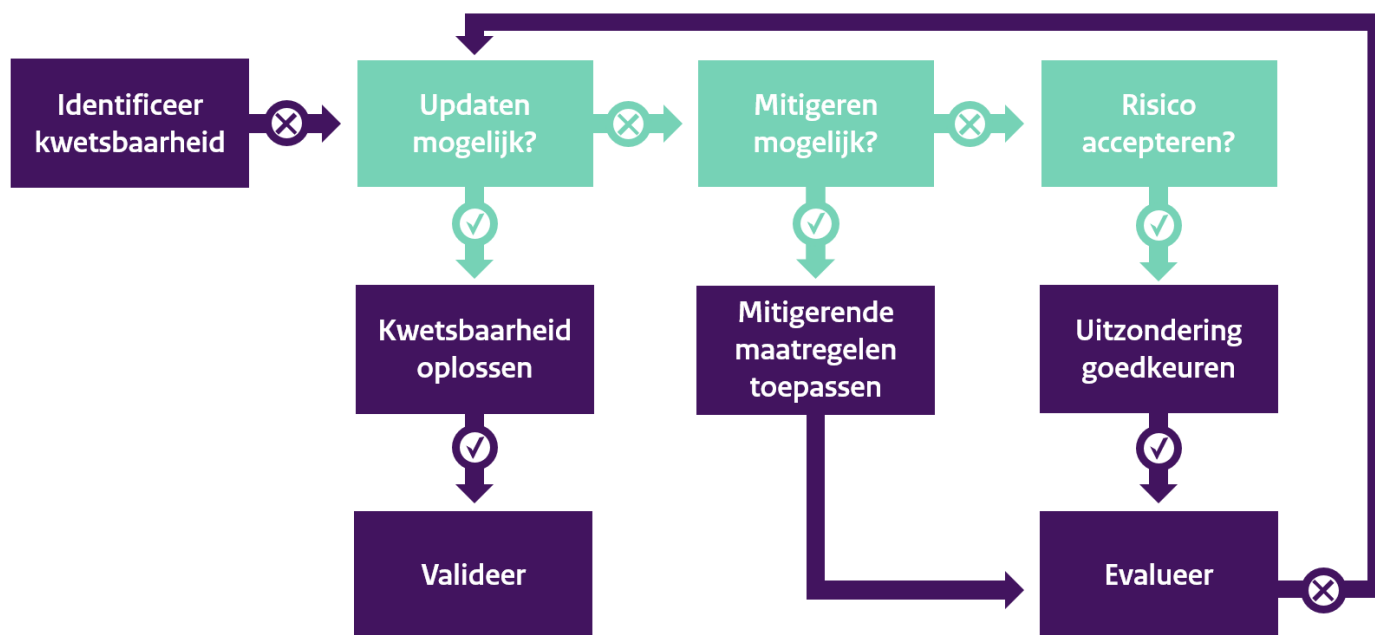 Identificeer
kwetsbaarheid
Updaten
mogelijk?
Mitigeren
mogelijk?
Risico
accepteren?
Kwetsbaarheid
oplossen
Mitigerende
maatregelen
toepassen
Uitzondering
goedkeuren
Valideer
Evalueer